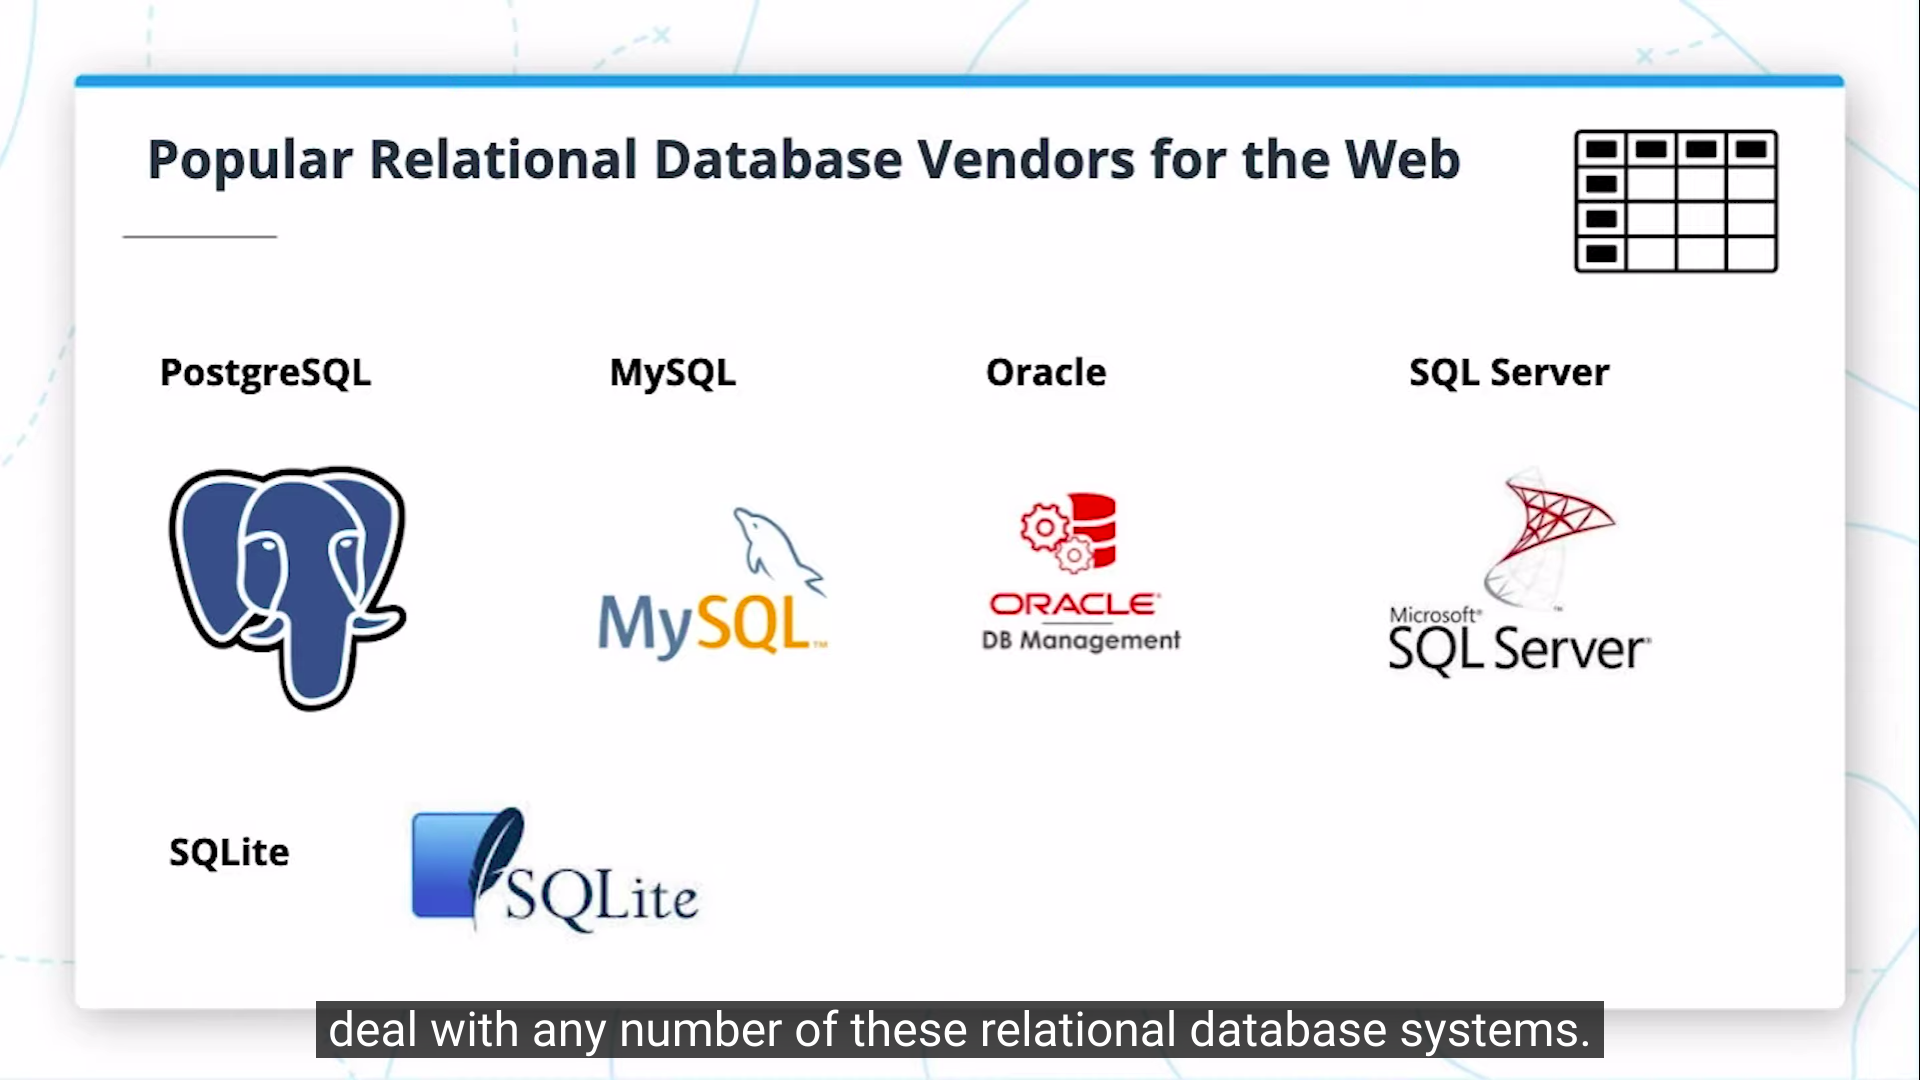 Popular Relational Database Vendors for the Web
PostgreSQL
MySQL
Oracle
SQL Server
MySQL™
ORACLE®
DB Management
Microsoft®
SQL Server®
SQLite
SQLite
deal with any number of these relational database systems.